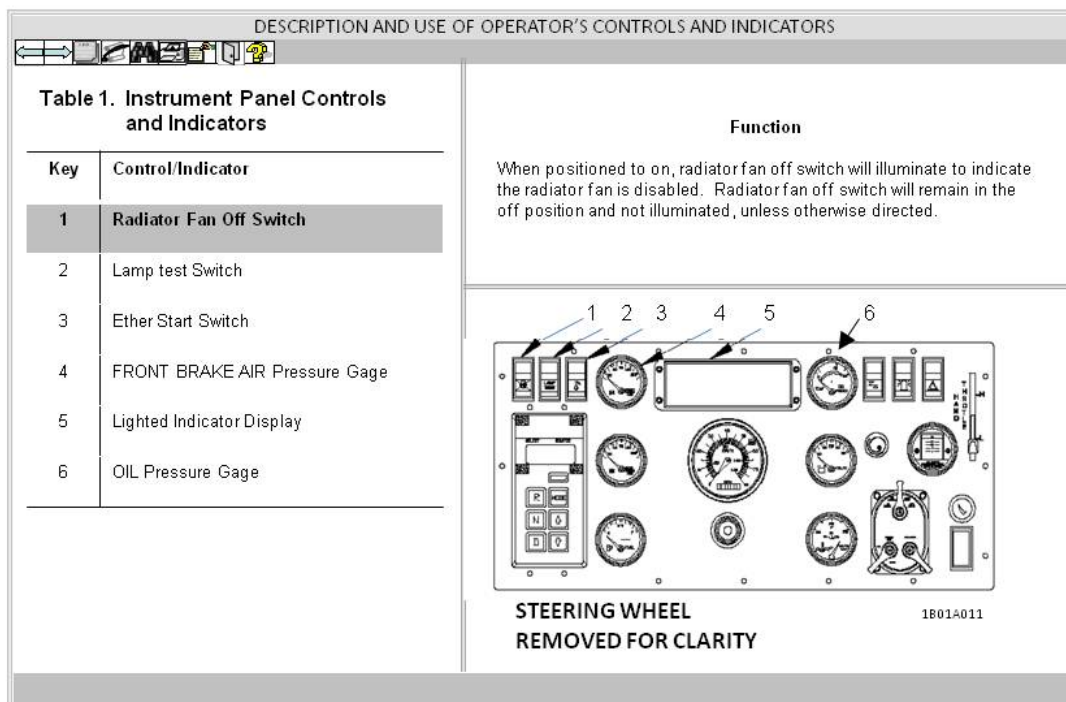 DESCRIPTION AND USE OF OPERATOR'S CONTROLS AND INDICATORS
Table 1. Instrument Panel Controls
and Indicators
Key Control/Indicator
1 Radiator Fan Off Switch
2 Lamp test Switch
3 Ether Start Switch
4 FRONT BRAKE AIR Pressure Gage
5 Lighted Indicator Display
6 OIL Pressure Gage
Function
When positioned to on, radiator fan off switch will illuminate to indicate
the radiator fan is disabled. Radiator fan off switch will remain in the
off position and not illuminated, unless otherwise directed.
1 2 3 4 5 6
HAND
THROTTLE
R MODE
N
D
STEERING WHEEL
REMOVED FOR CLARITY
1B01A011